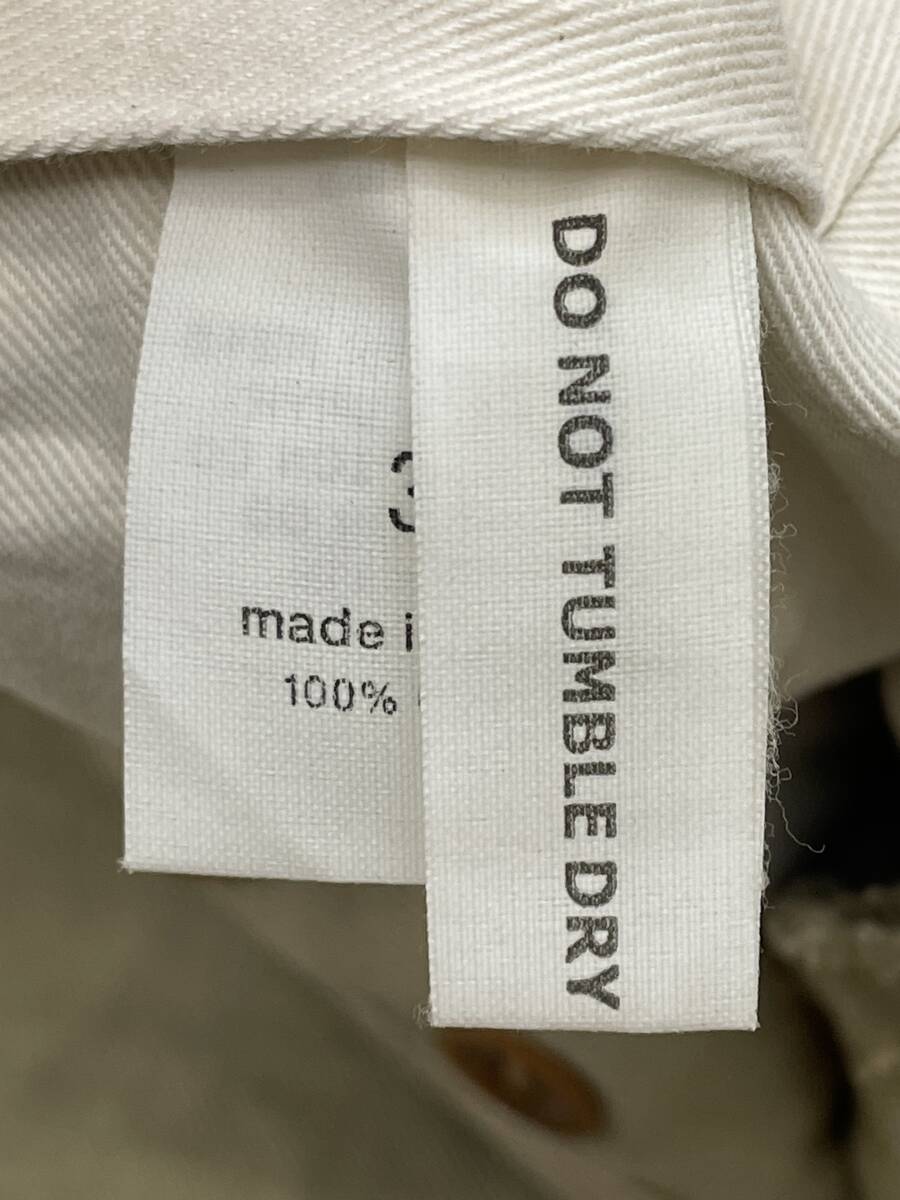 3
made i
100%
DO NOT TUMBLE DRY